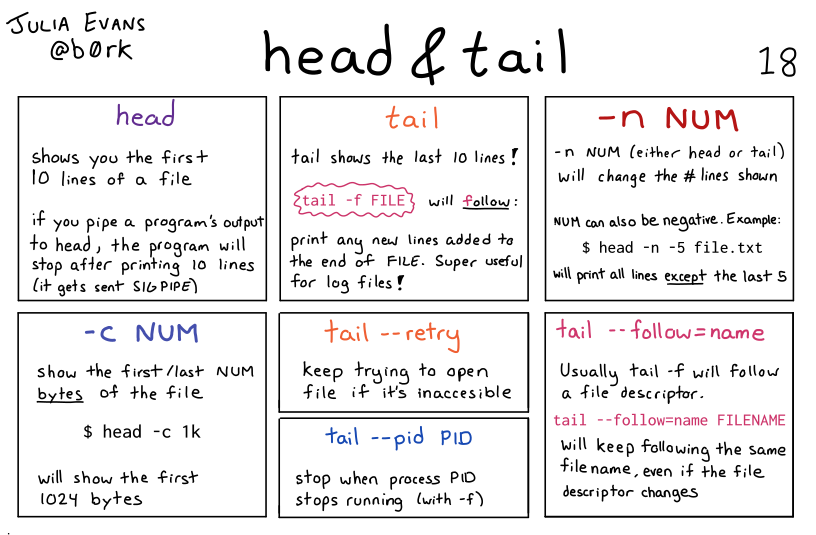 JULIA EVANS
@b0rk
head & tail
18
head
shows you the first
10 lines of a file
if you pipe a program's output
to head, the program will
stop after printing 10 lines
(it gets sent SIGPIPE)
tail
tail shows the last 10 lines!
tail -f FILE will follow:
print any new lines added to
the end of FILE. Super useful
for log files!
-n NUM
-n NUM (either head or tail)
will change the # lines shown
NUM can also be negative. Example:
$ head -n -5 file.txt
will print all lines except the last 5
-c NUM
show the first/last NUM
bytes of the file
$ head -c 1k
will show the first
1024 bytes
tail --retry
keep trying to open
file if it's inaccesible
tail --pid PID
stop when process PID
stops running (with -f)
tail --follow=name
Usually tail -f will follow
a file descriptor.
tail --follow=name FILENAME
will keep following the same
filename, even if the file
descriptor changes